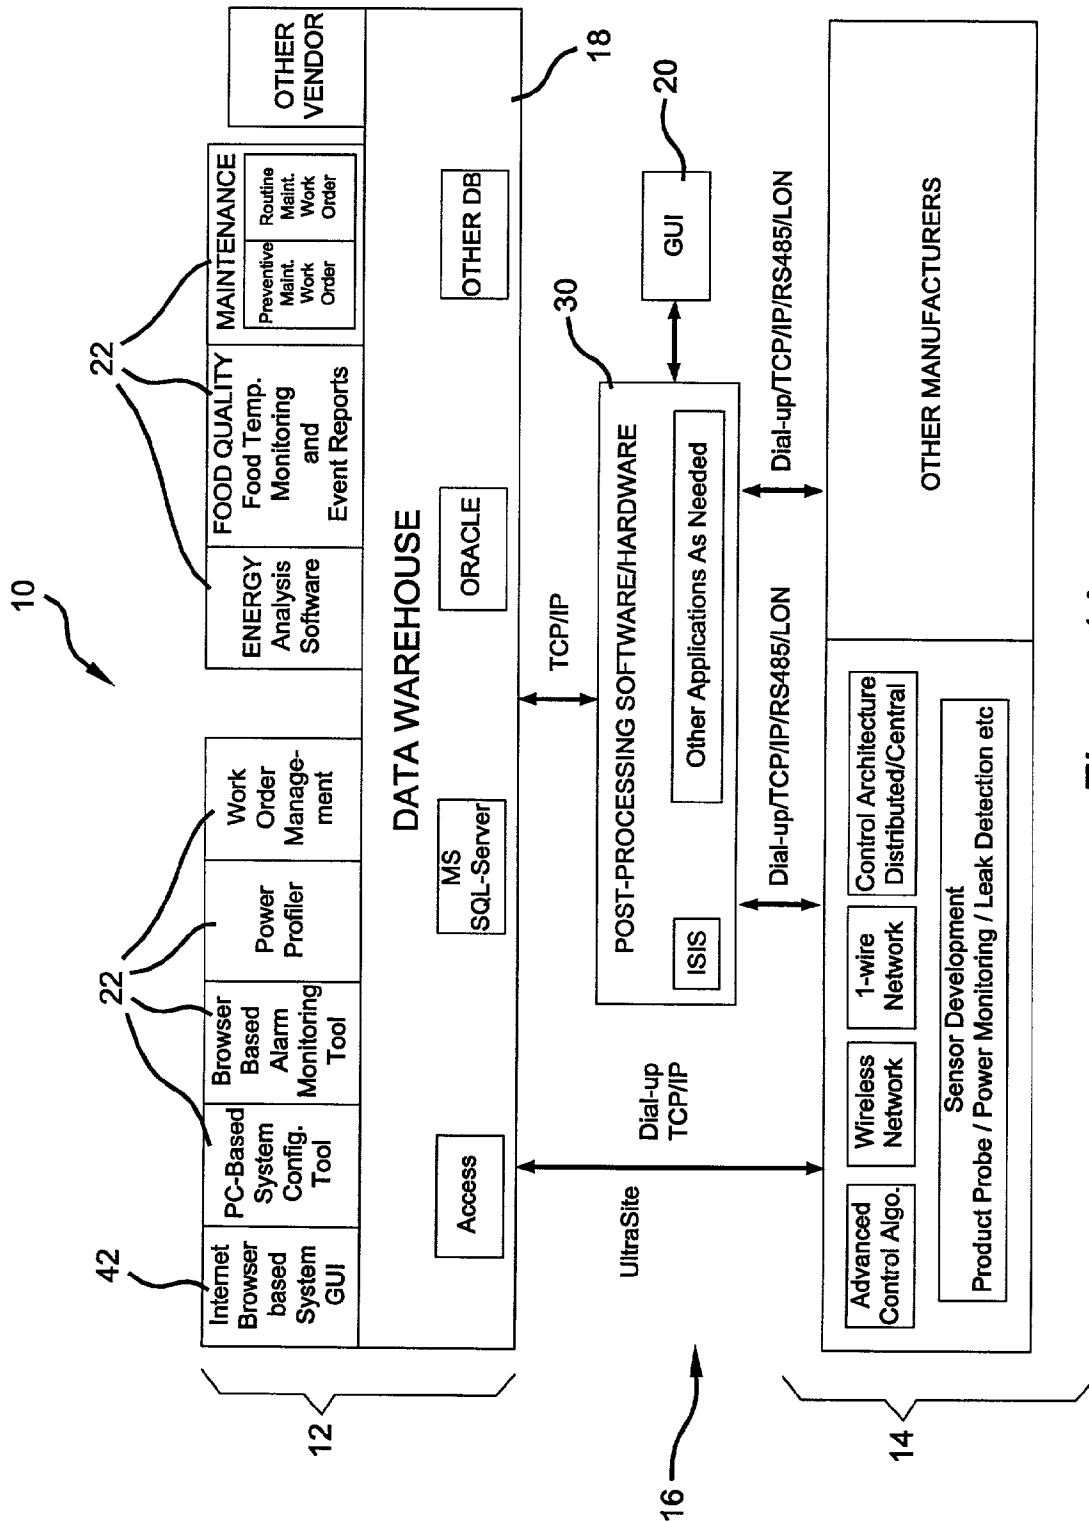 10
22
22
42
Internet
Browser
based
System
GUI
PC-Based
System
Config.
Tool
Browser
Based
Alarm
Monitoring
Tool
Power
Profiler
Work
Order
Manage-
ment
ENERGY
Analysis
Software
FOOD QUALITY
Food Temp.
Monitoring
and
Event Reports
MAINTENANCE
Preventive
Maint.
Work
Order
Routine
Maint.
Work
Order
OTHER
VENDOR
12
DATA WAREHOUSE
18
Access
MS
SQL-Server
ORACLE
OTHER DB
16
UltraSite
Dial-up
TCP/IP
TCP/IP
30
POST-PROCESSING SOFTWARE/HARDWARE
ISIS
Other Applications As Needed
20
GUI
Dial-up/TCP/IP/RS485/LON
Dial-up/TCP/IP/RS485/LON
14
Advanced
Control Algo.
Wireless
Network
1-wire
Network
Control Architecture
Distributed/Central
Sensor Development
Product Probe / Power Monitoring / Leak Detection etc
OTHER MANUFACTURERS